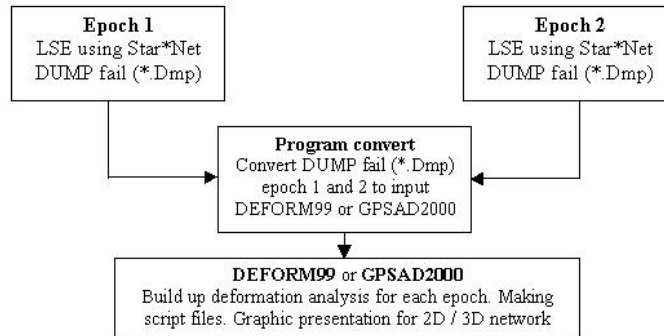 Epoch 1
LSE using Star*Net
DUMP fail (*.Dmp)
Epoch 2
LSE using Star*Net
DUMP fail (*.Dmp)
Program convert
Convert DUMP fail (*.Dmp)
epoch 1 and 2 to input
DEFORM99 or GPSAD2000
DEFORM99 or GPSAD2000
Build up deformation analysis for each epoch. Making
script files. Graphic presentation for 2D / 3D network